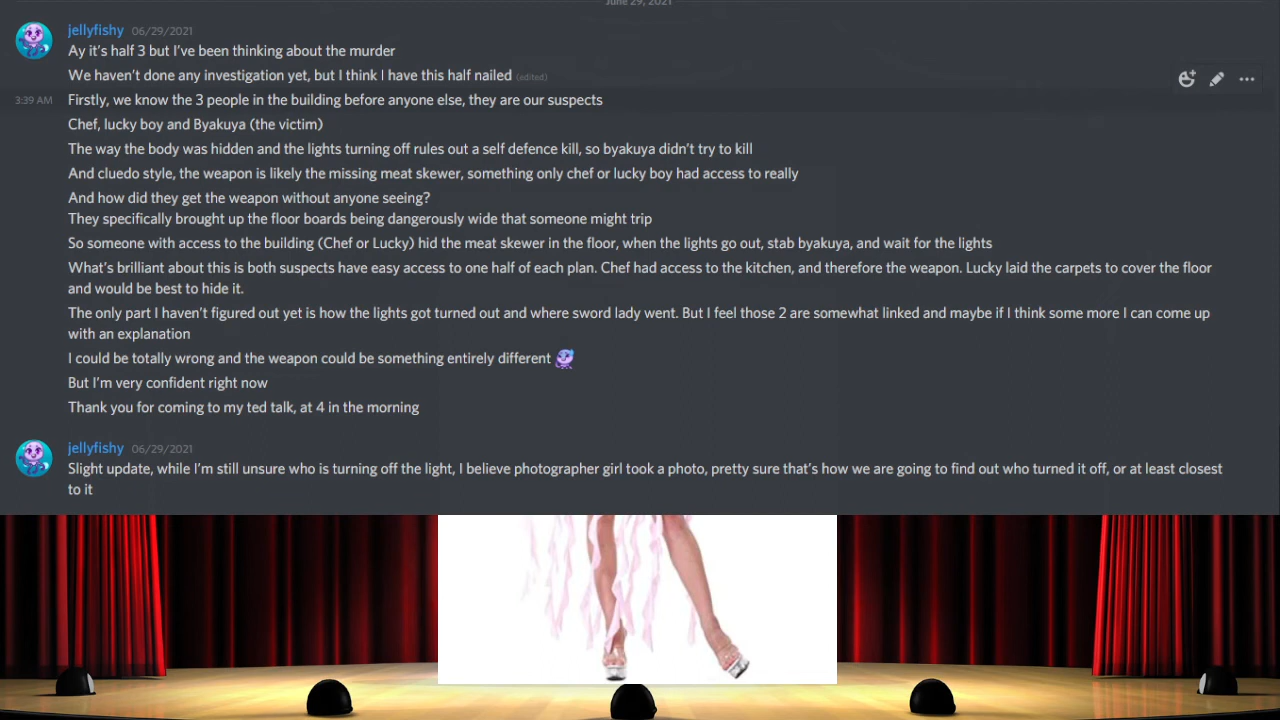 June 29, 2021
jellyfishy 06/29/2021
Ay it's half 3 but I've been thinking about the murder
We haven't done any investigation yet, but I think I have this half nailed (edited)
3:39 AM Firstly, we know the 3 people in the building before anyone else, they are our suspects
Chef, lucky boy and Byakuya (the victim)
The way the body was hidden and the lights turning off rules out a self defence kill, so byakuya didn't try to kill
And cluedo style, the weapon is likely the missing meat skewer, something only chef or lucky boy had access to really
And how did they get the weapon without anyone seeing?
They specifically brought up the floor boards being dangerously wide that someone might trip
So someone with access to the building (Chef or Lucky) hid the meat skewer in the floor, when the lights go out, stab byakuya, and wait for the lights
What's brilliant about this is both suspects have easy access to one half of each plan. Chef had access to the kitchen, and therefore the weapon. Lucky laid the carpets to cover the floor
and would be best to hide it.
The only part I haven't figured out yet is how the lights got turned out and where sword lady went. But I feel those 2 are somewhat linked and maybe if I think some more I can come up
with an explanation
I could be totally wrong and the weapon could be something entirely different
But I'm very confident right now
Thank you for coming to my ted talk, at 4 in the morning
jellyfishy 06/29/2021
Slight update, while I'm still unsure who is turning off the light, I believe photographer girl took a photo, pretty sure that's how we are going to find out who turned it off, or at least closest
to it